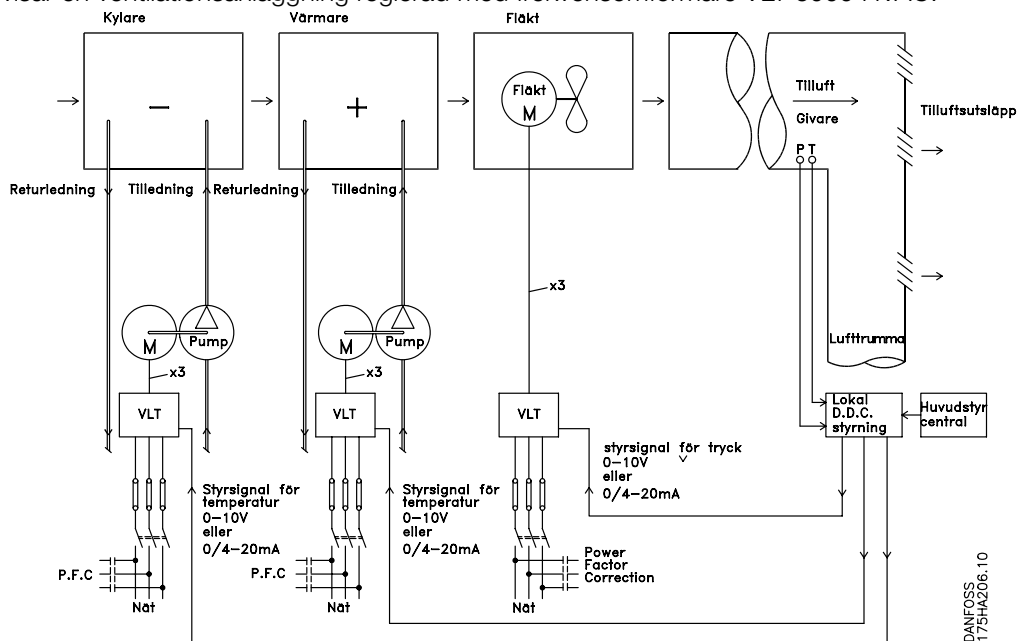 Kylare
Värmare
Fläkt
Fläkt
M
Tilluft
Givare
P T
Tilluftsutsläpp
Returledning
Tilledning
Returledning
Tilledning
x3
M
Pump
x3
M
Pump
x3
Lufttrumma
VLT
VLT
VLT
Lokal
D.D.C.
styrning
Huvudstyr
central
styrsignal för tryck
0-10V
eller
0/4-20mA
Styrsignal för
temperatur
0-10V
eller
0/4-20mA
Styrsignal för
temperatur
0-10V
eller
0/4-20mA
P.F.C
P.F.C
Power
Factor
Correction
Nät
Nät
Nät
DANFOSS
175HA206.10